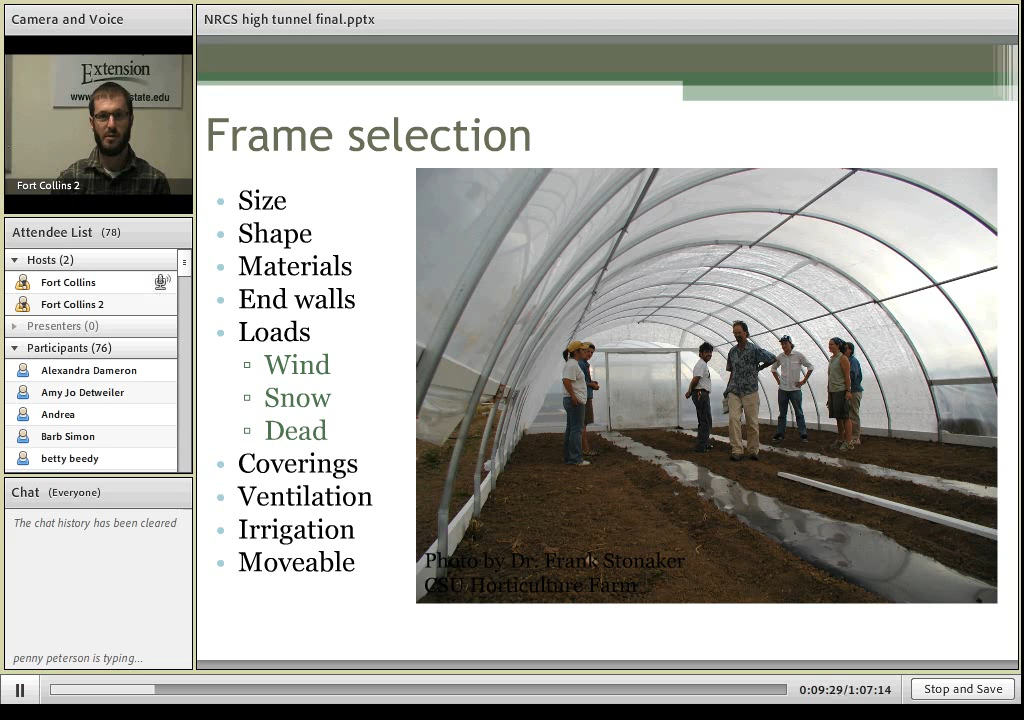 Camera and Voice
Extension
www.
state.edu
Fort Collins 2
Attendee List (78)
Hosts (2)
Fort Collins
Fort Collins 2
Presenters (0)
Participants (76)
Alexandra Dameron
Amy Jo Detweiler
Andrea
Barb Simon
betty beedy
Chat (Everyone)
The chat history has been cleared
penny peterson is typing...
NRCS high tunnel final.pptx
Frame selection
Size
Shape
Materials
End walls
Loads
Wind
Snow
Dead
Coverings
Ventilation
Irrigation
Moveable
Photo by Dr. Frank Stonaker
CSU Horticulture Farm
0:09:29/1:07:14
Stop and Save